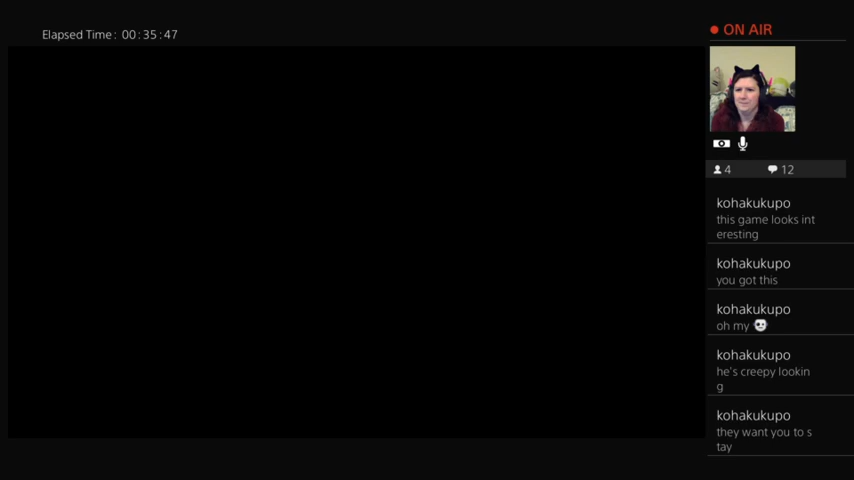 Elapsed Time: 00:35:47
ON AIR
4 12
kohakukupo
this game looks int
eresting
kohakukupo
you got this
kohakukupo
oh my
kohakukupo
he's creepy lookin
g
kohakukupo
they want you to s
tay